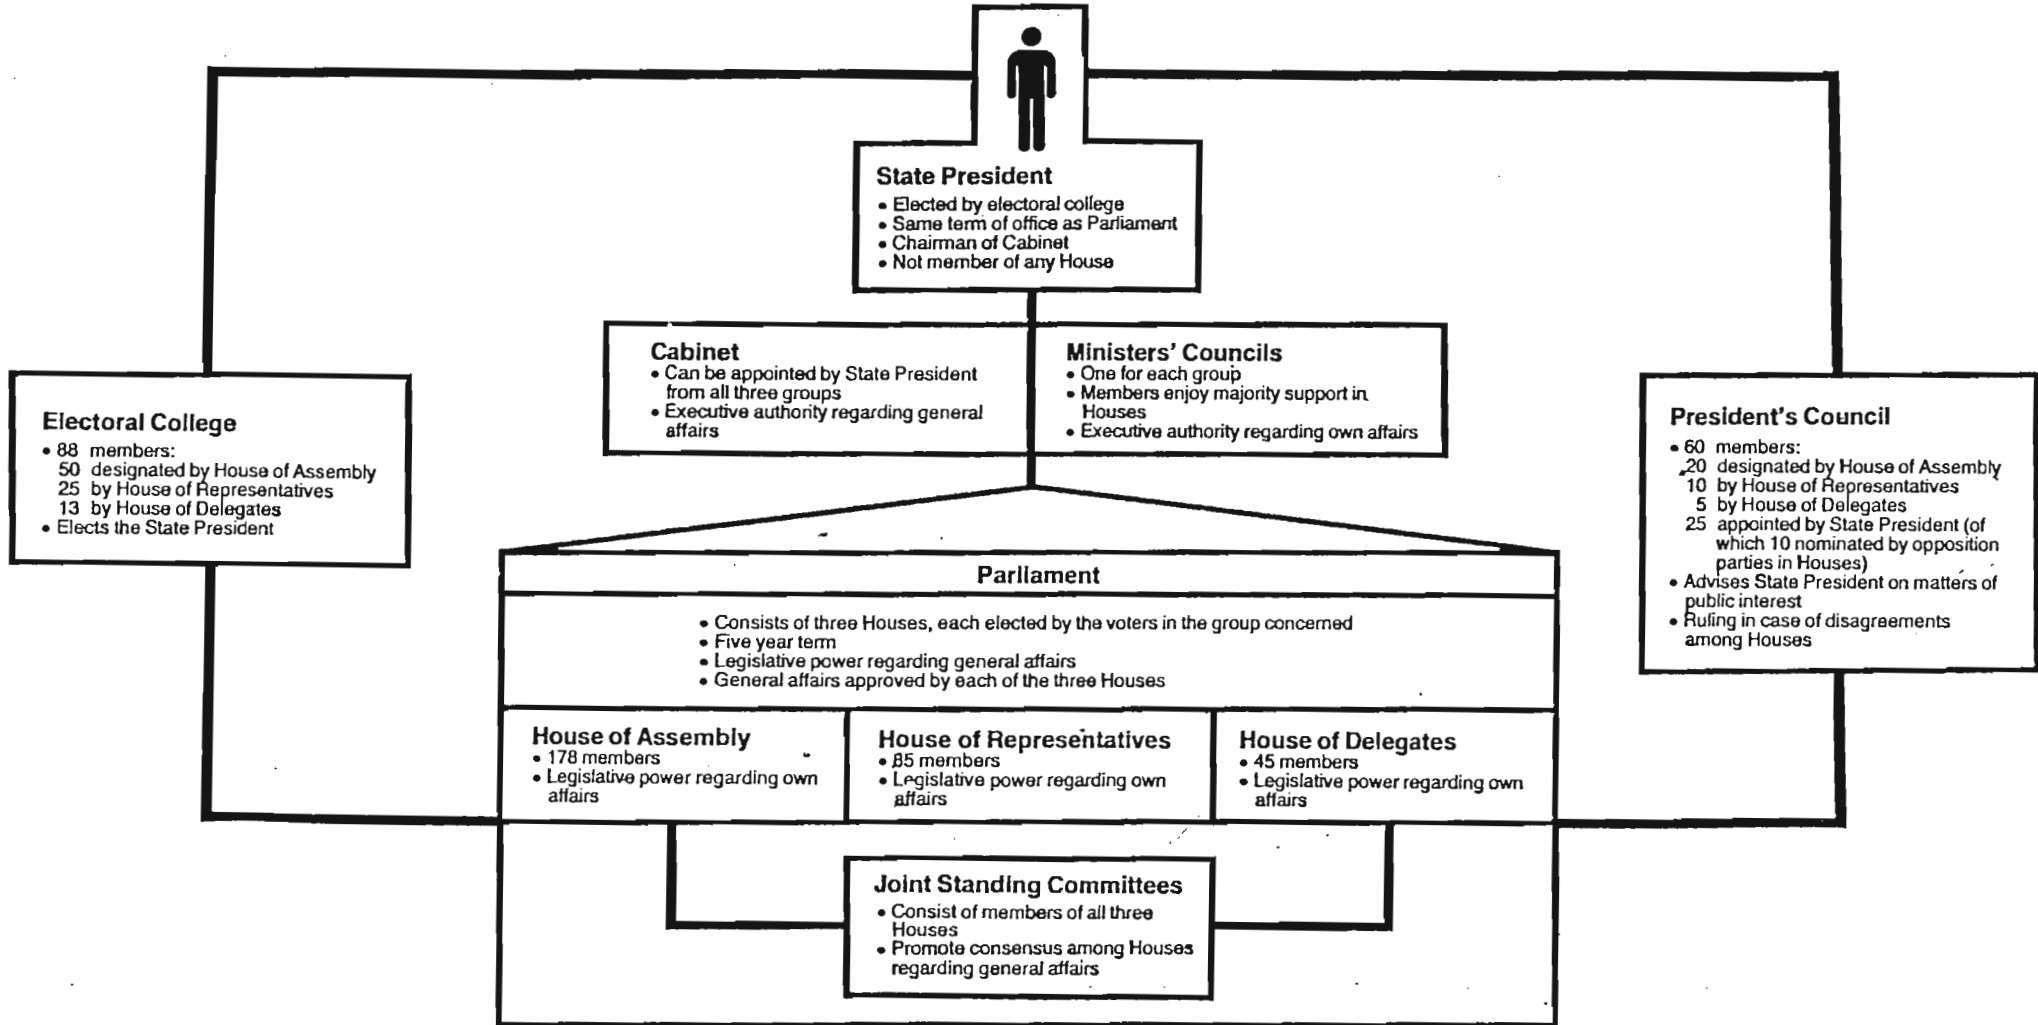 State President
• Elected by electoral college
• Same term of office as Parliament
• Chairman of Cabinet
• Not member of any House
Cabinet
• Can be appointed by State President
from all three groups
• Executive authority regarding general
affairs
Ministers' Councils
• One for each group
• Members enjoy majority support in
Houses
• Executive authority regarding own affairs
Electoral College
• 88 members:
50 designated by House of Assembly
25 by House of Representatives
13 by House of Delegates
• Elects the State President
President's Council
• 60 members:
20 designated by House of Assembly
10 by House of Representatives
5 by House of Delegates
25 appointed by State President (of
which 10 nominated by opposition
parties in Houses)
• Advises State President on matters of
public interest
• Ruling in case of disagreements
among Houses
Parliament
• Consists of three Houses, each elected by the voters in the group concerned
• Five year term
• Legislative power regarding general affairs
• General affairs approved by each of the three Houses
House of Assembly
• 178 members
• Legislative power regarding own
affairs
House of Representatives
• 85 members
• Legislative power regarding own
affairs
House of Delegates
• 45 members
• Legislative power regarding own
affairs
Joint Standing Committees
• Consist of members of all three
Houses
• Promote consensus among Houses
regarding general affairs